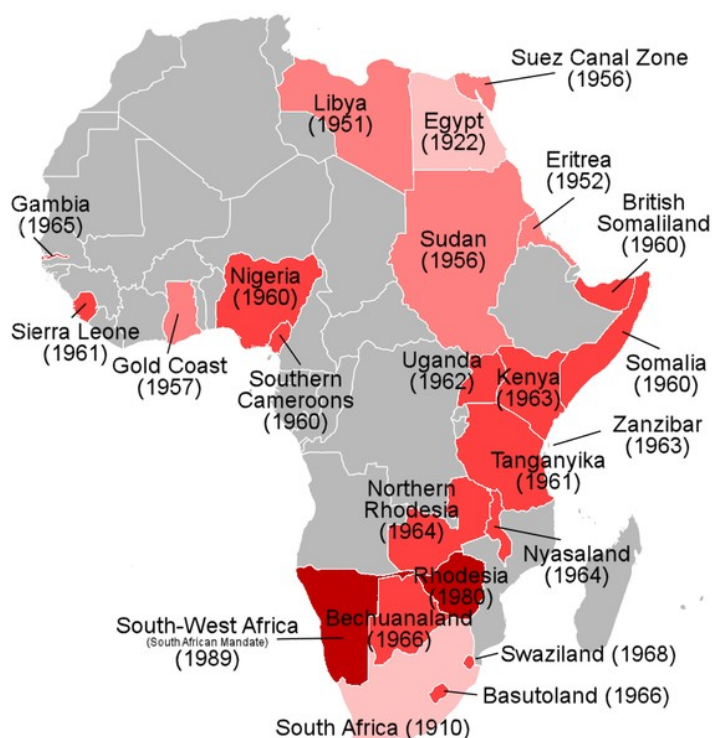 Suez Canal Zone
(1956)
Libya
(1951)
Egypt
(1922)
Eritrea
(1952)
Gambia
(1965)
British
Somaliland
(1960)
Sudan
(1956)
Nigeria
(1960)
Sierra Leone
(1961)
Gold Coast
(1957)
Southern
Cameroons
(1960)
Uganda
(1962)
Kenya
(1963)
Somalia
(1960)
Zanzibar
(1963)
Tanganyika
(1961)
Northern
Rhodesia
(1964)
Nyasaland
(1964)
Rhodesia
(1980)
South-West Africa
(South African Mandate)
(1989)
Bechuanaland
(1966)
Swaziland (1968)
Basutoland (1966)
South Africa (1910)